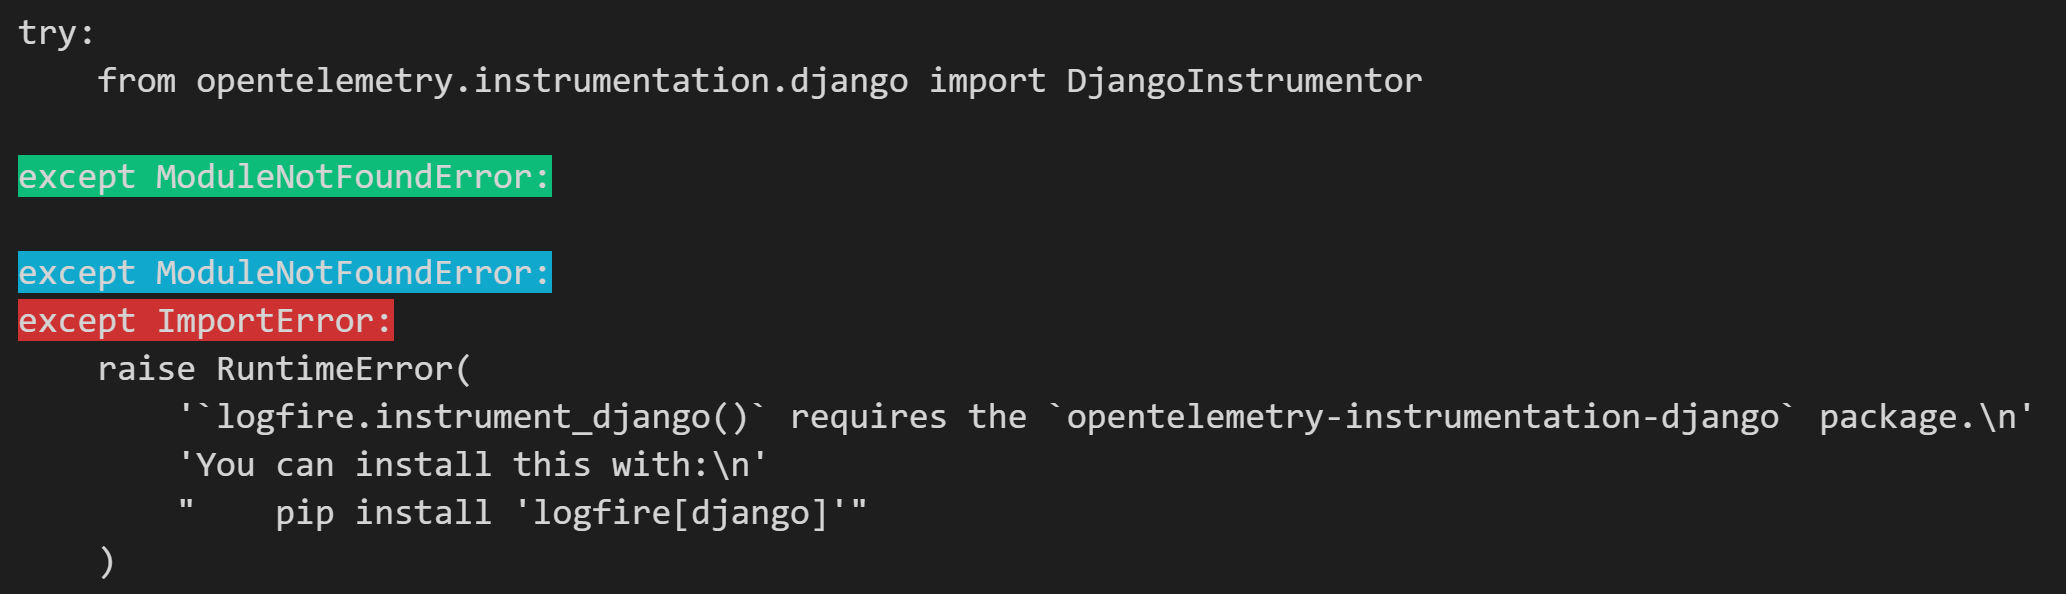 try:
    from opentelemetry.instrumentation.django import DjangoInstrumentor
except ModuleNotFoundError:
except ModuleNotFoundError:
except ImportError:
    raise RuntimeError(
        '`logfire.instrument_django()` requires the `opentelemetry-instrumentation-django` package.\n'
        'You can install this with:\n'
        "    pip install 'logfire[django]'"
    )